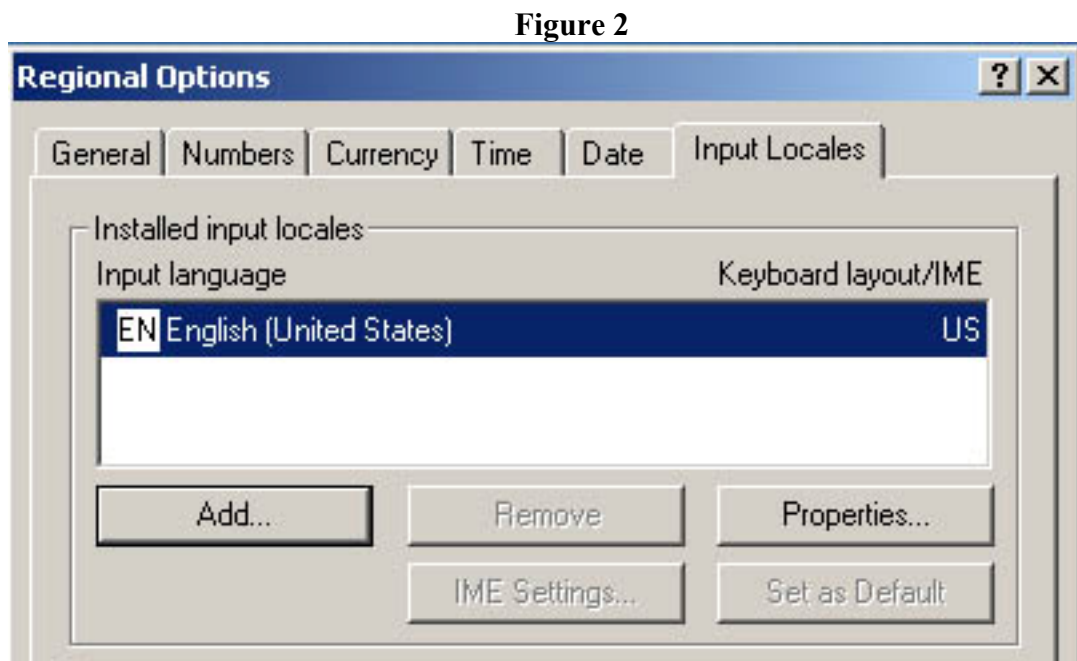 Figure 2
Regional Options
General Numbers Currency Time Date Input Locales
Installed input locales
Input language Keyboard layout/IME
EN English (United States) US
Add... Remove Properties...
IME Settings... Set as Default